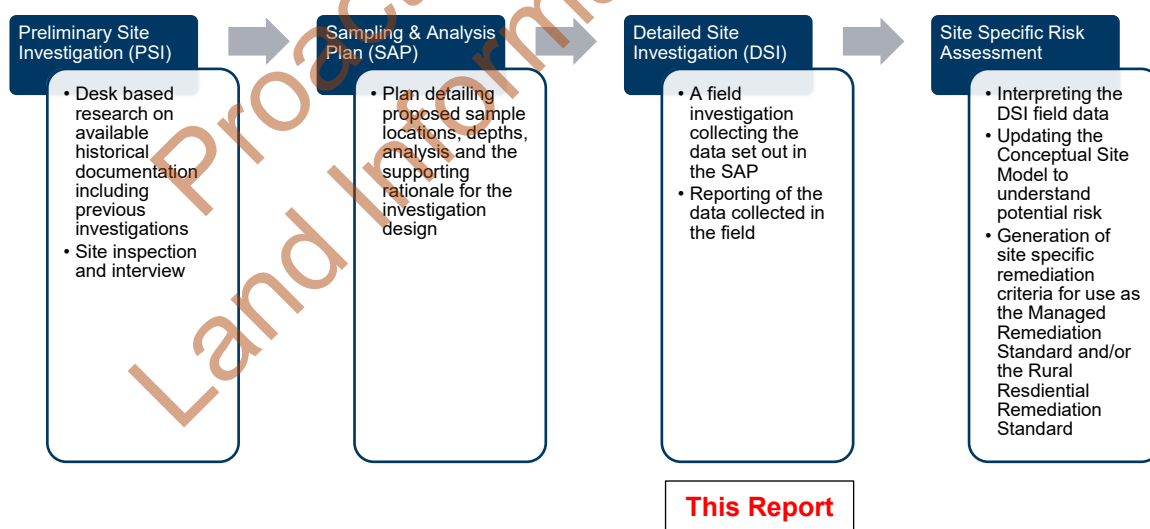 Preliminary Site
Investigation (PSI)
• Desk based
research on
available
historical
documentation
including
previous
investigations
• Site inspection
and interview
Sampling & Analysis
Plan (SAP)
• Plan detailing
proposed sample
locations, depths,
analysis and the
supporting
rationale for the
investigation
design
Detailed Site
Investigation (DSI)
• A field
investigation
collecting the
data set out in
the SAP
• Reporting of the
data collected in
the field
Site Specific Risk
Assessment
• Interpreting the
DSI field data
• Updating the
Conceptual Site
Model to
understand
potential risk
• Generation of
site specific
remediation
criteria for use as
the Managed
Remediation
Standard and/or
the Rural
Resdiential
Remediation
Standard
This Report
Land